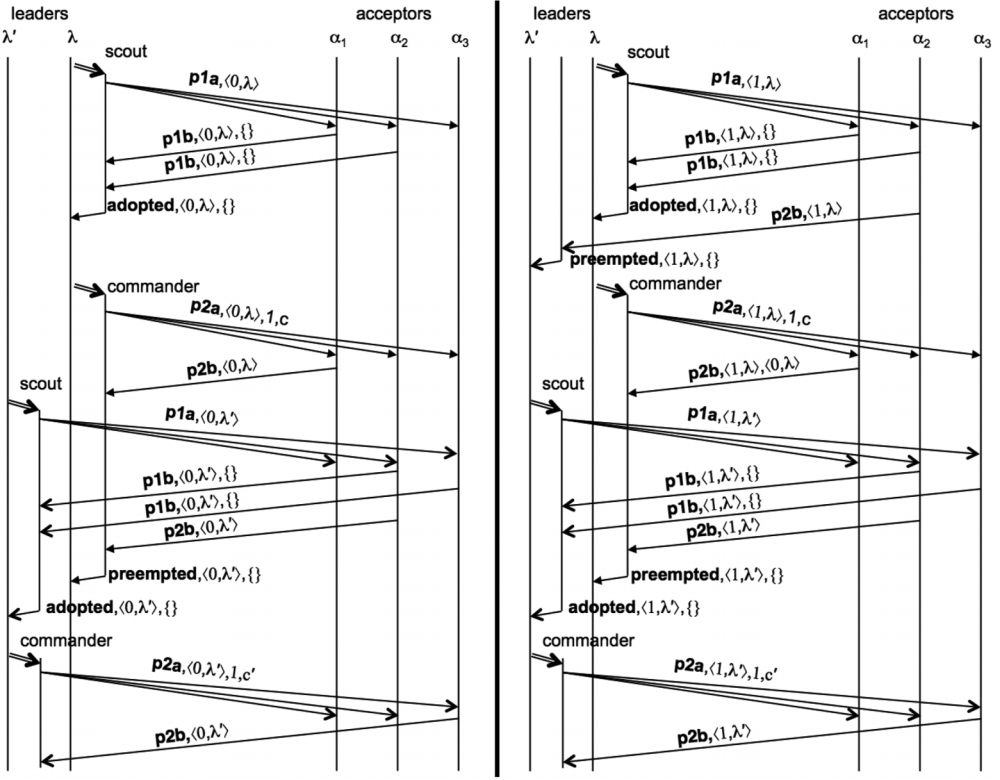 leaders acceptors
λ′ λ α1 α2 α3
scout
p1a,⟨0,λ⟩
p1b,⟨0,λ⟩,{}
p1b,⟨0,λ⟩,{}
adopted,⟨0,λ⟩,{}
commander
p2a,⟨0,λ⟩,1,c
p2b,⟨0,λ⟩
scout
p1a,⟨0,λ′⟩
p1b,⟨0,λ′⟩,{}
p1b,⟨0,λ′⟩,{}
p2b,⟨0,λ′⟩
preempted,⟨0,λ′⟩,{}
adopted,⟨0,λ′⟩,{}
commander
p2a,⟨0,λ′⟩,1,c′
p2b,⟨0,λ′⟩
leaders acceptors
λ′ λ α1 α2 α3
scout
p1a,⟨1,λ⟩
p1b,⟨1,λ⟩,{}
p1b,⟨1,λ⟩,{}
adopted,⟨1,λ⟩,{}
p2b,⟨1,λ⟩
preempted,⟨1,λ⟩,{}
commander
p2a,⟨1,λ⟩,1,c
p2b,⟨1,λ⟩,⟨0,λ⟩
scout
p1a,⟨1,λ′⟩
p1b,⟨1,λ′⟩,{}
p1b,⟨1,λ′⟩,{}
p2b,⟨1,λ′⟩
preempted,⟨1,λ′⟩,{}
adopted,⟨1,λ′⟩,{}
commander
p2a,⟨1,λ′⟩,1,c′
p2b,⟨1,λ′⟩